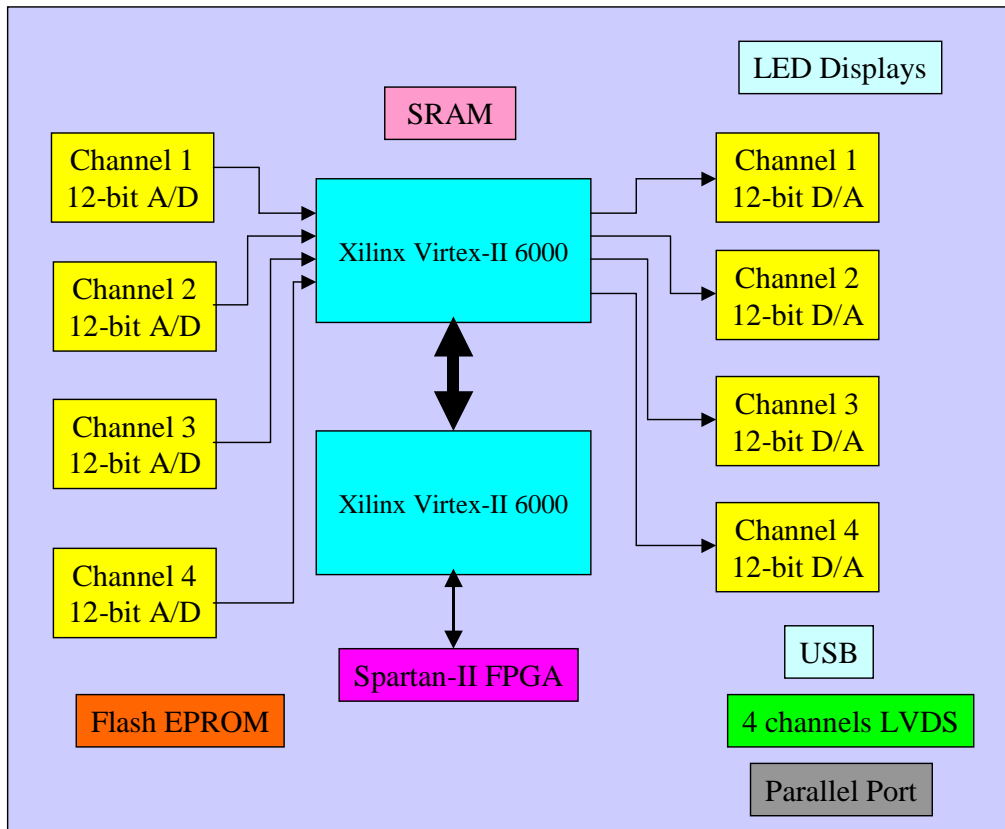 LED Displays
SRAM
Channel 1
12-bit A/D
Channel 1
12-bit D/A
Xilinx Virtex-II 6000
Channel 2
12-bit A/D
Channel 2
12-bit D/A
Channel 3
12-bit A/D
Channel 3
12-bit D/A
Xilinx Virtex-II 6000
Channel 4
12-bit A/D
Channel 4
12-bit D/A
USB
Spartan-II FPGA
Flash EPROM
4 channels LVDS
Parallel Port